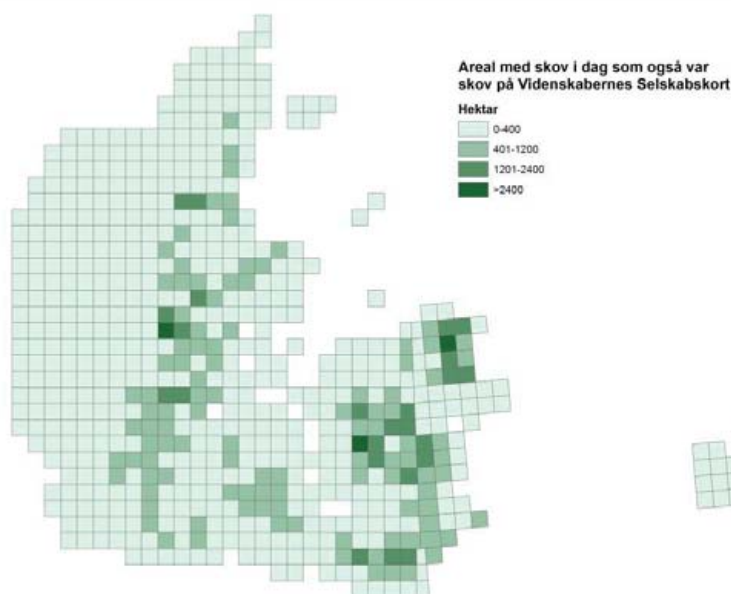 Areal med skov i dag som også var
skov på Videnskabernes Selskabskort
Hektar
0-400
401-1200
1201-2400
>2400